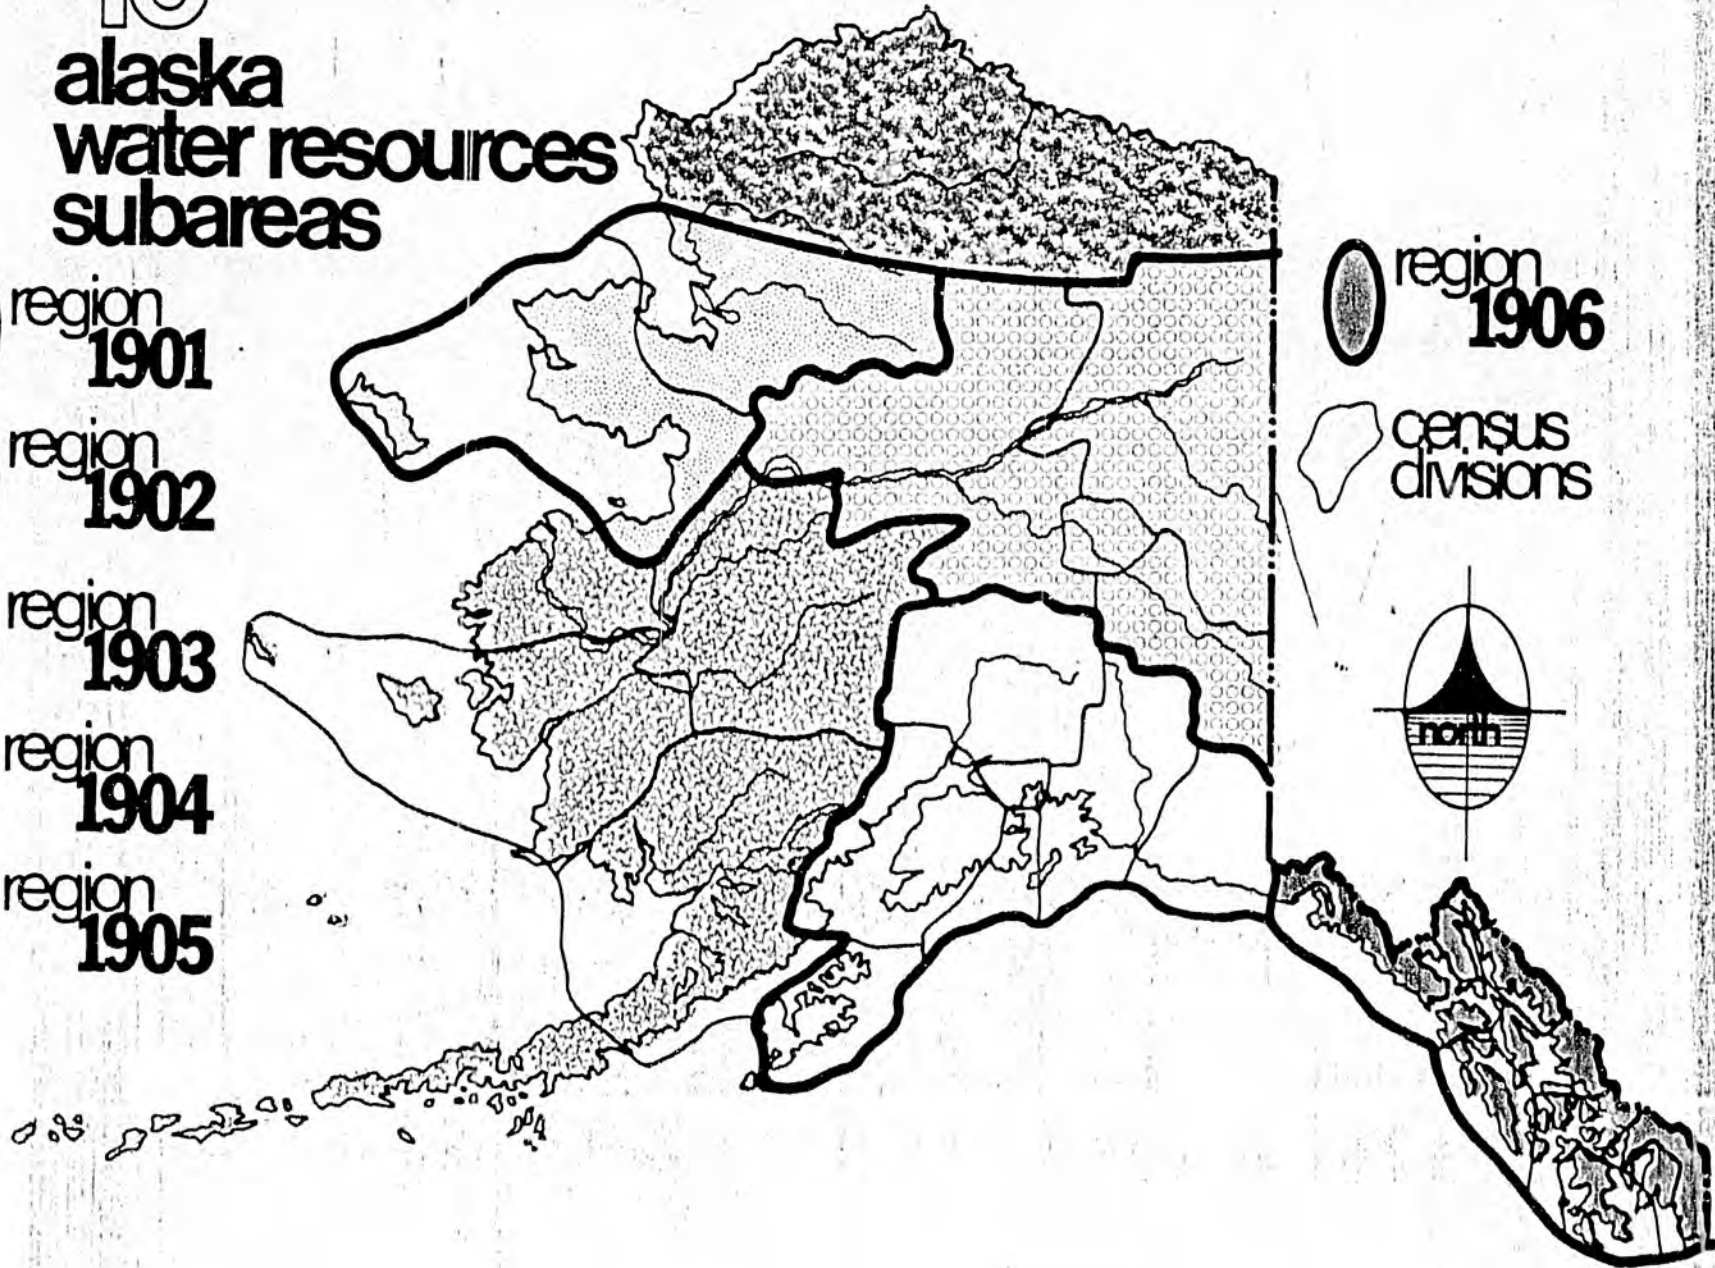 alaska
water resources
subareas
region
1901
region
1902
region
1903
region
1904
region
1905
region
1906
census
divisions
north